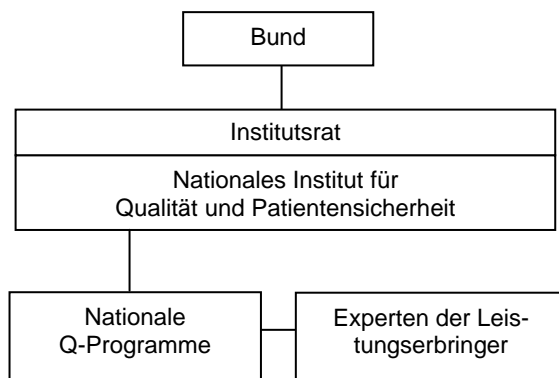 Bund
Institutsrat
Nationales Institut für
Qualität und Patientensicherheit
Nationale
Q-Programme
Experten der Leis-
tungserbringer